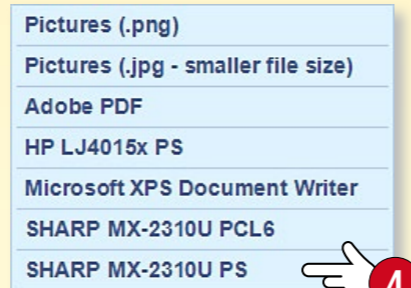 Pictures (.png)
Pictures (.jpg - smaller file size)
Adobe PDF
HP LJ4015x PS
Microsoft XPS Document Writer
SHARP MX-2310U PCL6
SHARP MX-2310U PS
4